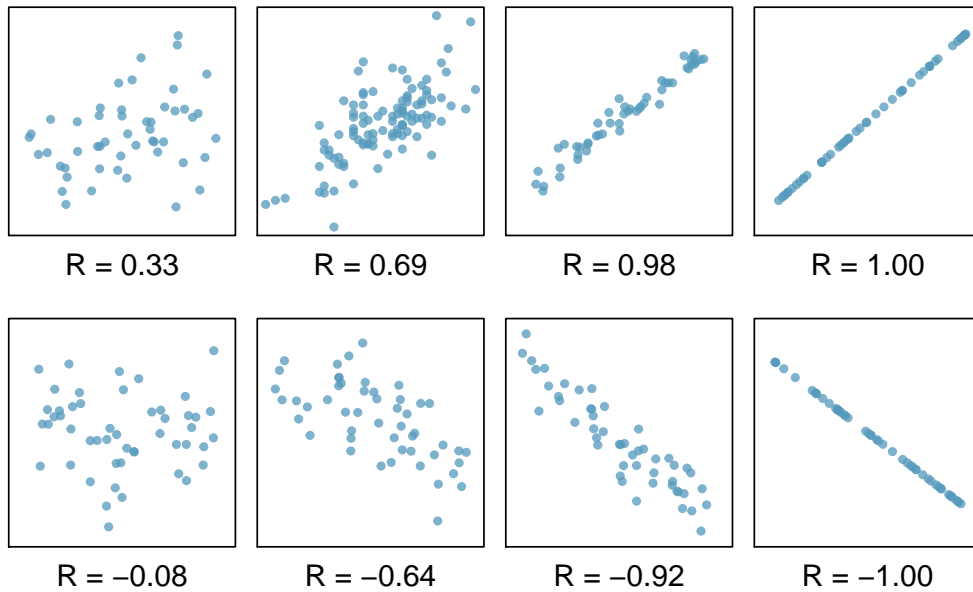 R = 0.33
R = 0.69
R = 0.98
R = 1.00
R = −0.08
R = −0.64
R = −0.92
R = −1.00